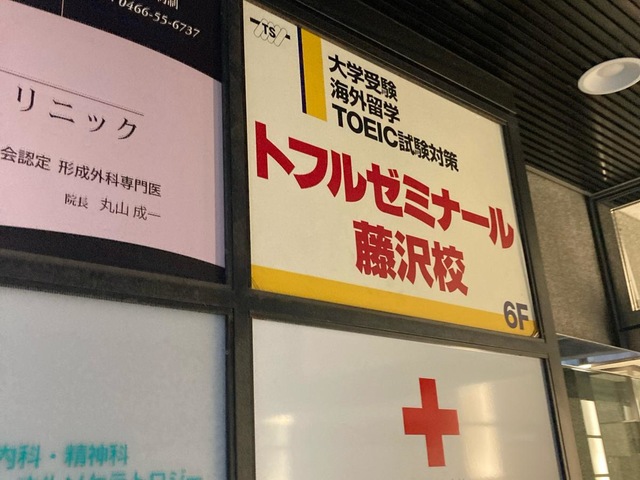 0466-55-6737
リニック
会認定 形成外科専門医
院長 丸山 成一
TS
大学受験
海外留学
TOEIC試験対策
トフルゼミナール
藤沢校
6F
内科・精神科